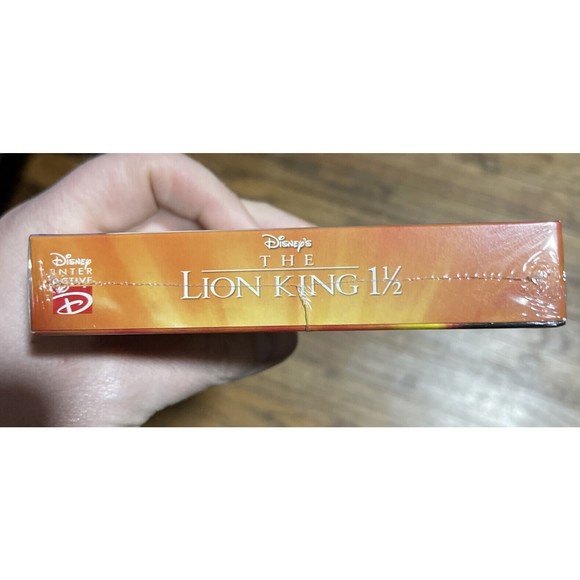 Disney
INTER
ACTIVE
D
Disney's
THE
LION KING 1½